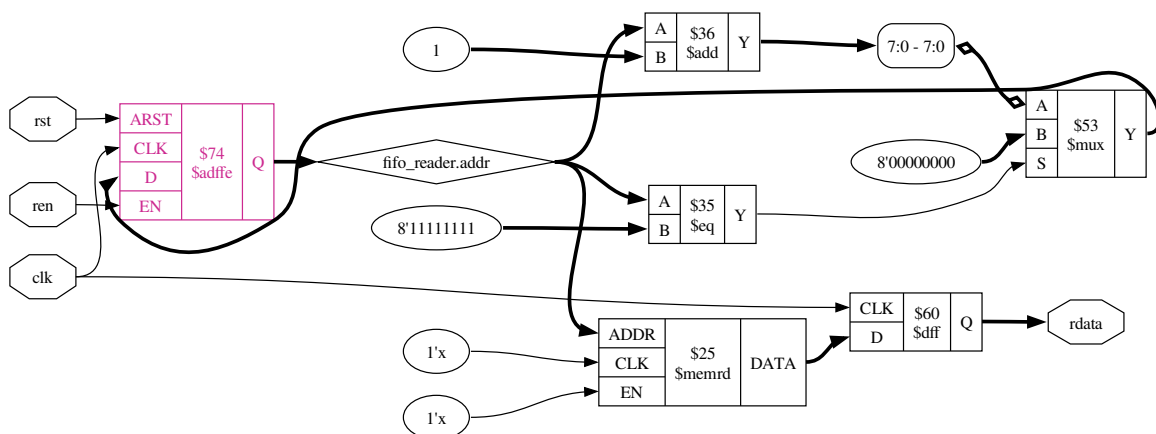 rst
ren
clk
ARST
CLK
D
EN
$74
$adffe
Q
fifo_reader.addr
1
A
B
$36
$add
Y
7:0 - 7:0
8'11111111
A
B
$35
$eq
Y
8'00000000
A
B
S
$53
$mux
Y
1'x
1'x
ADDR
CLK
EN
$25
$memrd
DATA
CLK
D
$60
$dff
Q
rdata